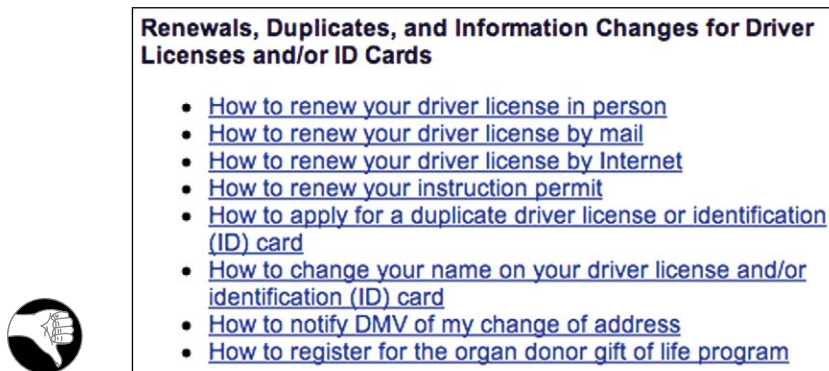 Renewals, Duplicates, and Information Changes for Driver
Licenses and/or ID Cards
• How to renew your driver license in person
• How to renew your driver license by mail
• How to renew your driver license by Internet
• How to renew your instruction permit
• How to apply for a duplicate driver license or identification
(ID) card
• How to change your name on your driver license and/or
identification (ID) card
• How to notify DMV of my change of address
• How to register for the organ donor gift of life program